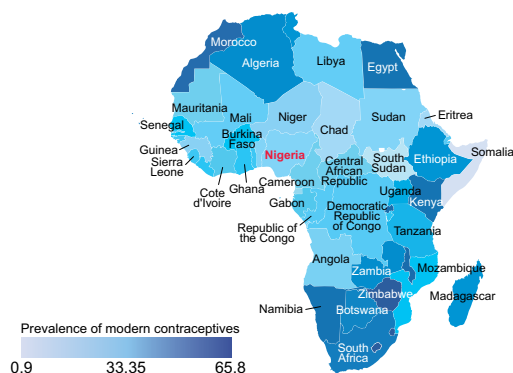 Morocco
Algeria
Libya
Egypt
Mauritania
Mali
Niger
Chad
Sudan
Eritrea
Senegal
Burkina
Faso
Nigeria
Guinea
Sierra
Leone
Cote
d'Ivoire
Ghana
Cameroon
Central
African
Republic
South
Sudan
Ethiopia
Somalia
Gabon
Uganda
Kenya
Republic of
the Congo
Democratic
Republic
of Congo
Tanzania
Angola
Zambia
Mozambique
Zimbabwe
Madagascar
Namibia
Botswana
South
Africa
Prevalence of modern contraceptives
0.9 33.35 65.8